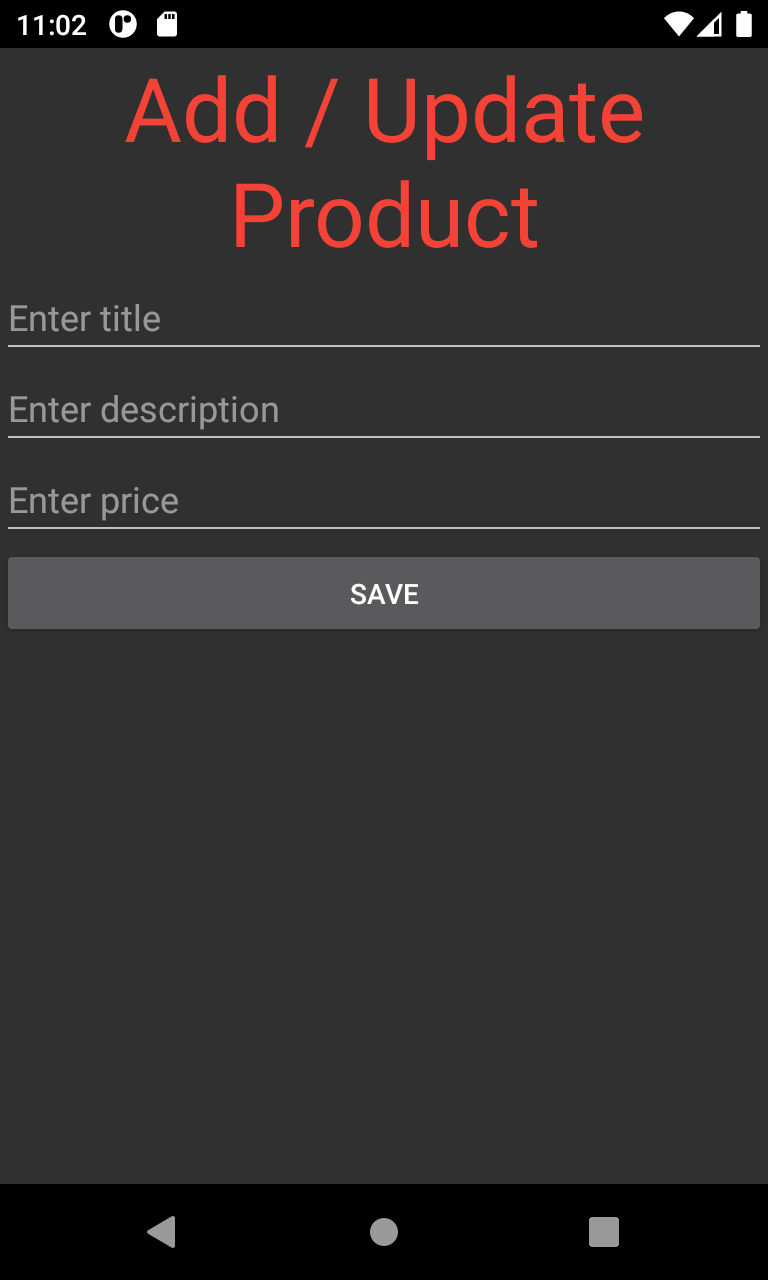 11:02
Add / Update
Product
Enter title
Enter description
Enter price
SAVE